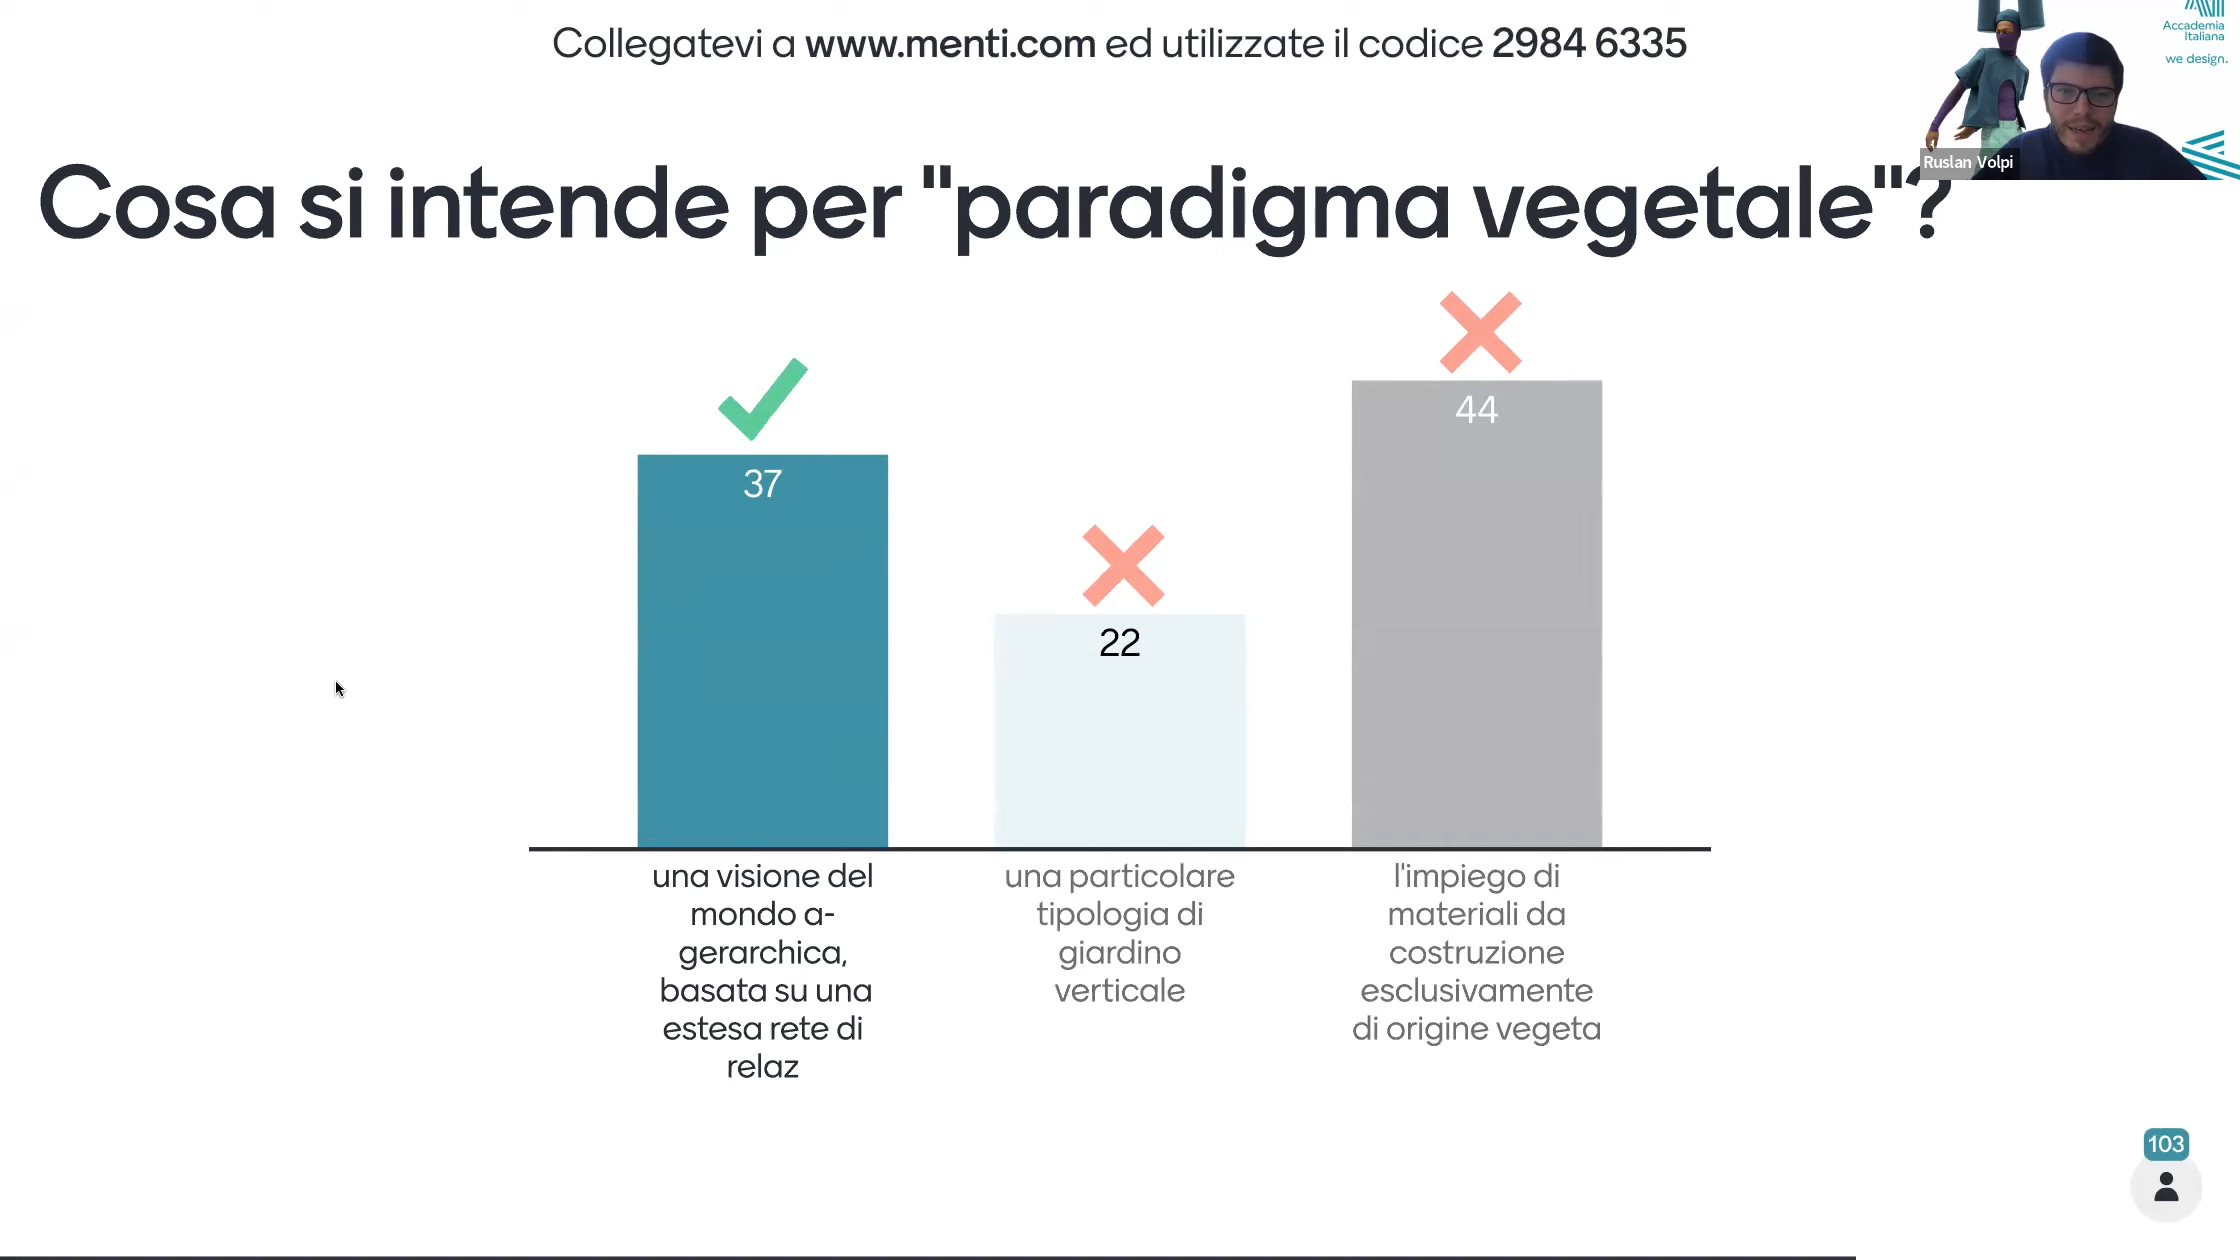 Collegatevi a www.menti.com ed utilizzate il codice 2984 6335
Accademia
Italiana
we design.
Ruslan Volpi
Cosa si intende per "paradigma vegetale"?
37
22
44
una visione del
mondo a-
gerarchica,
basata su una
estesa rete di
relaz
una particolare
tipologia di
giardino
verticale
l'impiego di
materiali da
costruzione
esclusivamente
di origine vegeta
103